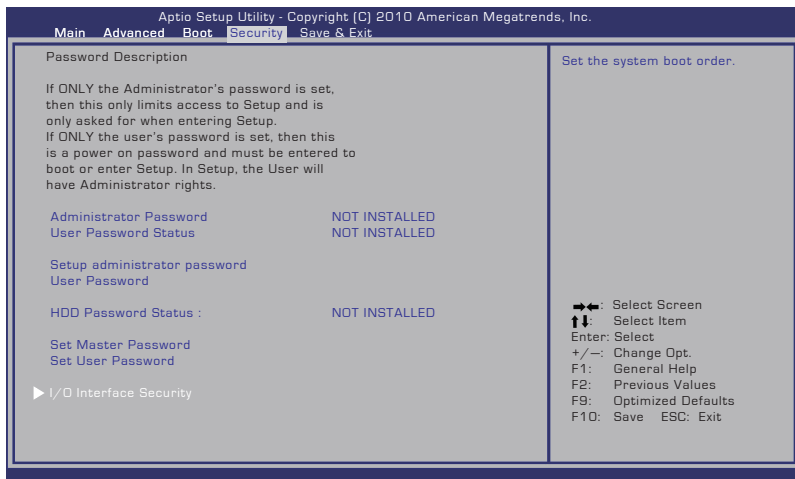 Aptio Setup Utility - Copyright (C) 2010 American Megatrends, Inc.
Main Advanced Boot Security Save & Exit
Password Description
If ONLY the Administrator's password is set,
then this only limits access to Setup and is
only asked for when entering Setup.
If ONLY the user's password is set, then this
is a power on password and must be entered to
boot or enter Setup. In Setup, the User will
have Administrator rights.
Administrator Password NOT INSTALLED
User Password Status NOT INSTALLED
Setup administrator password
User Password
HDD Password Status : NOT INSTALLED
Set Master Password
Set User Password
▶ I/O Interface Security
Set the system boot order.
➡⬅: Select Screen
⬆⬇: Select Item
Enter: Select
+/—: Change Opt.
F1: General Help
F2: Previous Values
F9: Optimized Defaults
F10: Save ESC: Exit